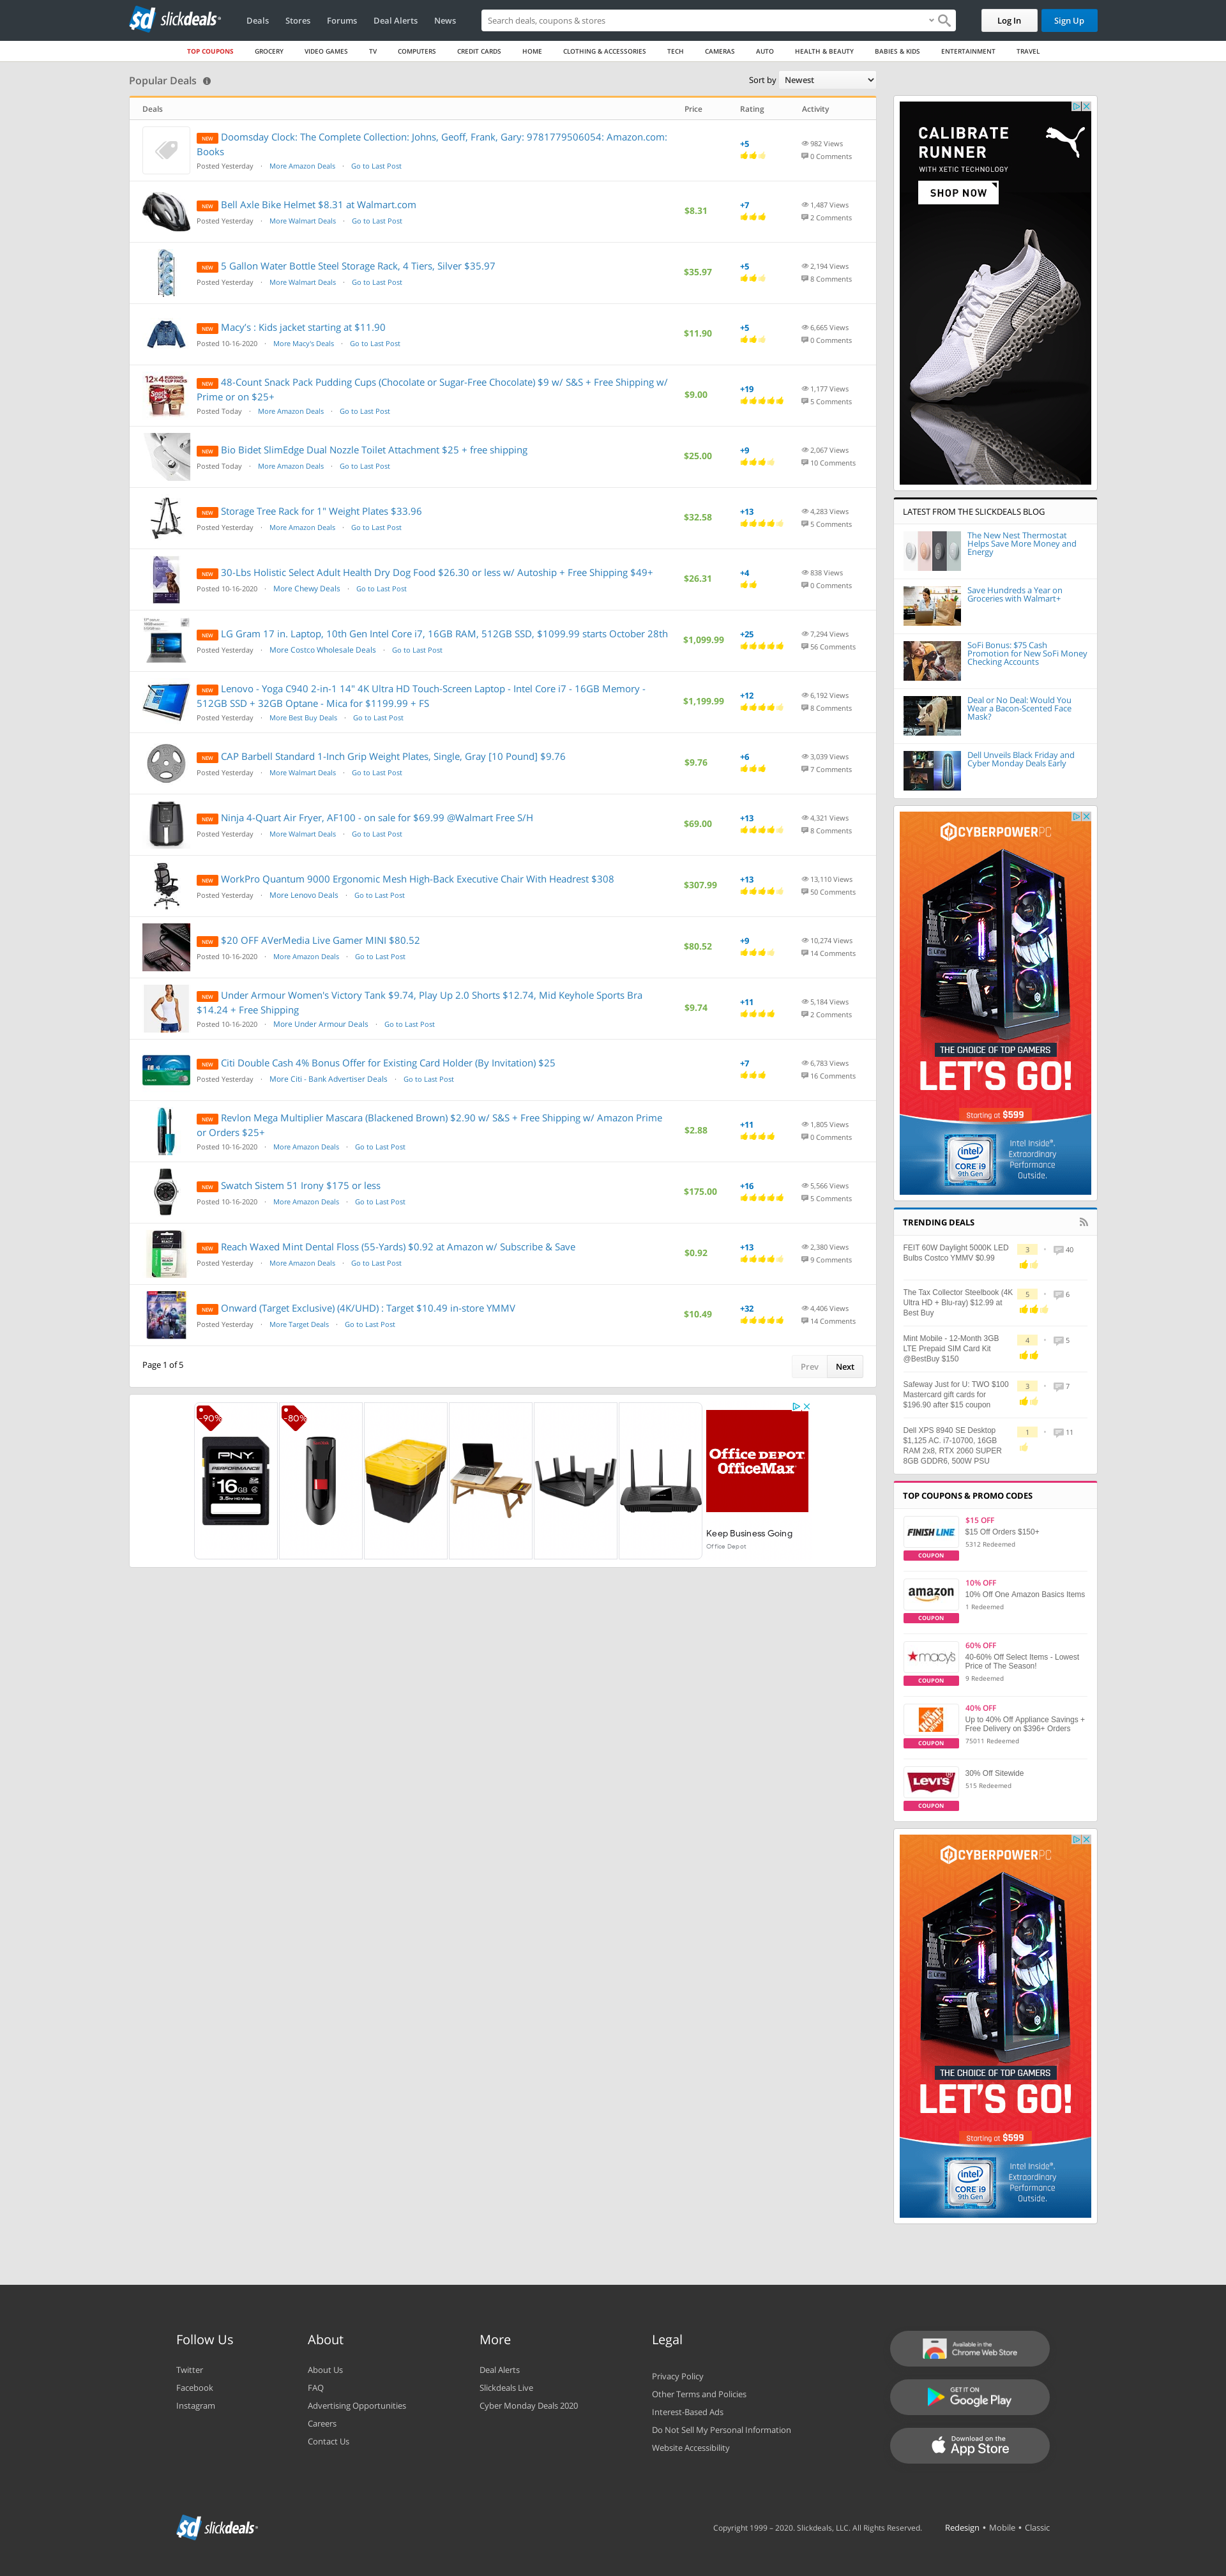 slickdeals
Deals
Stores
Forums
Deal Alerts
News
Search deals, coupons & stores
Log In
Sign Up
TOP COUPONS
GROCERY
VIDEO GAMES
TV
COMPUTERS
CREDIT CARDS
HOME
CLOTHING & ACCESSORIES
TECH
CAMERAS
AUTO
HEALTH & BEAUTY
BABIES & KIDS
ENTERTAINMENT
TRAVEL
Popular Deals
Sort by Newest
Deals Price Rating Activity
NEW Doomsday Clock: The Complete Collection: Johns, Geoff, Frank, Gary: 9781779506054: Amazon.com:
Books
Posted Yesterday · More Amazon Deals · Go to Last Post
+5
982 Views
0 Comments
NEW Bell Axle Bike Helmet $8.31 at Walmart.com
Posted Yesterday · More Walmart Deals · Go to Last Post
$8.31
+7
1,487 Views
2 Comments
NEW 5 Gallon Water Bottle Steel Storage Rack, 4 Tiers, Silver $35.97
Posted Yesterday · More Walmart Deals · Go to Last Post
$35.97
+5
2,194 Views
8 Comments
NEW Macy's : Kids jacket starting at $11.90
Posted 10-16-2020 · More Macy's Deals · Go to Last Post
$11.90
+5
6,665 Views
0 Comments
NEW 48-Count Snack Pack Pudding Cups (Chocolate or Sugar-Free Chocolate) $9 w/ S&S + Free Shipping w/
Prime or on $25+
Posted Today · More Amazon Deals · Go to Last Post
$9.00
+19
1,177 Views
5 Comments
NEW Bio Bidet SlimEdge Dual Nozzle Toilet Attachment $25 + free shipping
Posted Today · More Amazon Deals · Go to Last Post
$25.00
+9
2,067 Views
10 Comments
NEW Storage Tree Rack for 1" Weight Plates $33.96
Posted Yesterday · More Amazon Deals · Go to Last Post
$32.58
+13
4,283 Views
5 Comments
NEW 30-Lbs Holistic Select Adult Health Dry Dog Food $26.30 or less w/ Autoship + Free Shipping $49+
Posted 10-16-2020 · More Chewy Deals · Go to Last Post
$26.31
+4
838 Views
0 Comments
NEW LG Gram 17 in. Laptop, 10th Gen Intel Core i7, 16GB RAM, 512GB SSD, $1099.99 starts October 28th
Posted Yesterday · More Costco Wholesale Deals · Go to Last Post
$1,099.99
+25
7,294 Views
56 Comments
NEW Lenovo - Yoga C940 2-in-1 14" 4K Ultra HD Touch-Screen Laptop - Intel Core i7 - 16GB Memory -
512GB SSD + 32GB Optane - Mica for $1199.99 + FS
Posted Yesterday · More Best Buy Deals · Go to Last Post
$1,199.99
+12
6,192 Views
8 Comments
NEW CAP Barbell Standard 1-Inch Grip Weight Plates, Single, Gray [10 Pound] $9.76
Posted Yesterday · More Walmart Deals · Go to Last Post
$9.76
+6
3,039 Views
7 Comments
NEW Ninja 4-Quart Air Fryer, AF100 - on sale for $69.99 @Walmart Free S/H
Posted Yesterday · More Walmart Deals · Go to Last Post
$69.00
+13
4,321 Views
8 Comments
NEW WorkPro Quantum 9000 Ergonomic Mesh High-Back Executive Chair With Headrest $308
Posted Yesterday · More Lenovo Deals · Go to Last Post
$307.99
+13
13,110 Views
50 Comments
NEW $20 OFF AVerMedia Live Gamer MINI $80.52
Posted 10-16-2020 · More Amazon Deals · Go to Last Post
$80.52
+9
10,274 Views
14 Comments
NEW Under Armour Women's Victory Tank $9.74, Play Up 2.0 Shorts $12.74, Mid Keyhole Sports Bra
$14.24 + Free Shipping
Posted 10-16-2020 · More Under Armour Deals · Go to Last Post
$9.74
+11
5,184 Views
2 Comments
NEW Citi Double Cash 4% Bonus Offer for Existing Card Holder (By Invitation) $25
Posted Yesterday · More Citi - Bank Advertiser Deals · Go to Last Post
+7
6,783 Views
16 Comments
NEW Revlon Mega Multiplier Mascara (Blackened Brown) $2.90 w/ S&S + Free Shipping w/ Amazon Prime
or Orders $25+
Posted 10-16-2020 · More Amazon Deals · Go to Last Post
$2.88
+11
1,805 Views
0 Comments
NEW Swatch Sistem 51 Irony $175 or less
Posted 10-16-2020 · More Amazon Deals · Go to Last Post
$175.00
+16
5,566 Views
5 Comments
NEW Reach Waxed Mint Dental Floss (55-Yards) $0.92 at Amazon w/ Subscribe & Save
Posted Yesterday · More Amazon Deals · Go to Last Post
$0.92
+13
2,380 Views
9 Comments
NEW Onward (Target Exclusive) (4K/UHD) : Target $10.49 in-store YMMV
Posted Yesterday · More Target Deals · Go to Last Post
$10.49
+32
4,406 Views
14 Comments
Page 1 of 5
Prev
Next
-90%
-80%
PNY
PERFORMANCE
16GB
Office DEPOT
OfficeMax
Keep Business Going
Office Depot
CALIBRATE
RUNNER
WITH XETIC TECHNOLOGY
SHOP NOW
LATEST FROM THE SLICKDEALS BLOG
The New Nest Thermostat
Helps Save More Money and
Energy
Save Hundreds a Year on
Groceries with Walmart+
SoFi Bonus: $75 Cash
Promotion for New SoFi Money
Checking Accounts
Deal or No Deal: Would You
Wear a Bacon-Scented Face
Mask?
Dell Unveils Black Friday and
Cyber Monday Deals Early
CYBERPOWERPC
THE CHOICE OF TOP GAMERS
LET'S GO!
Starting at $599
intel CORE i9 9th Gen
Intel Inside®.
Extraordinary
Performance
Outside.
TRENDING DEALS
FEIT 60W Daylight 5000K LED
Bulbs Costco YMMV $0.99
3 · 40
The Tax Collector Steelbook (4K
Ultra HD + Blu-ray) $12.99 at
Best Buy
5 · 6
Mint Mobile - 12-Month 3GB
LTE Prepaid SIM Card Kit
@BestBuy $150
4 · 5
Safeway Just for U: TWO $100
Mastercard gift cards for
$196.90 after $15 coupon
3 · 7
Dell XPS 8940 SE Desktop
$1,125 AC. i7-10700, 16GB
RAM 2x8, RTX 2060 SUPER
8GB GDDR6, 500W PSU
1 · 11
TOP COUPONS & PROMO CODES
FINISH LINE
COUPON
$15 OFF
$15 Off Orders $150+
5312 Redeemed
amazon
COUPON
10% OFF
10% Off One Amazon Basics Items
1 Redeemed
macy's
COUPON
60% OFF
40-60% Off Select Items - Lowest
Price of The Season!
9 Redeemed
COUPON
40% OFF
Up to 40% Off Appliance Savings +
Free Delivery on $396+ Orders
75011 Redeemed
LEVI'S
COUPON
30% Off Sitewide
515 Redeemed
CYBERPOWERPC
THE CHOICE OF TOP GAMERS
LET'S GO!
Starting at $599
intel CORE i9 9th Gen
Intel Inside®.
Extraordinary
Performance
Outside.
Follow Us
Twitter
Facebook
Instagram
About
About Us
FAQ
Advertising Opportunities
Careers
Contact Us
More
Deal Alerts
Slickdeals Live
Cyber Monday Deals 2020
Legal
Privacy Policy
Other Terms and Policies
Interest-Based Ads
Do Not Sell My Personal Information
Website Accessibility
Available in the
Chrome Web Store
GET IT ON
Google Play
Download on the
App Store
slickdeals
Copyright 1999 – 2020. Slickdeals, LLC. All Rights Reserved.
Redesign • Mobile • Classic